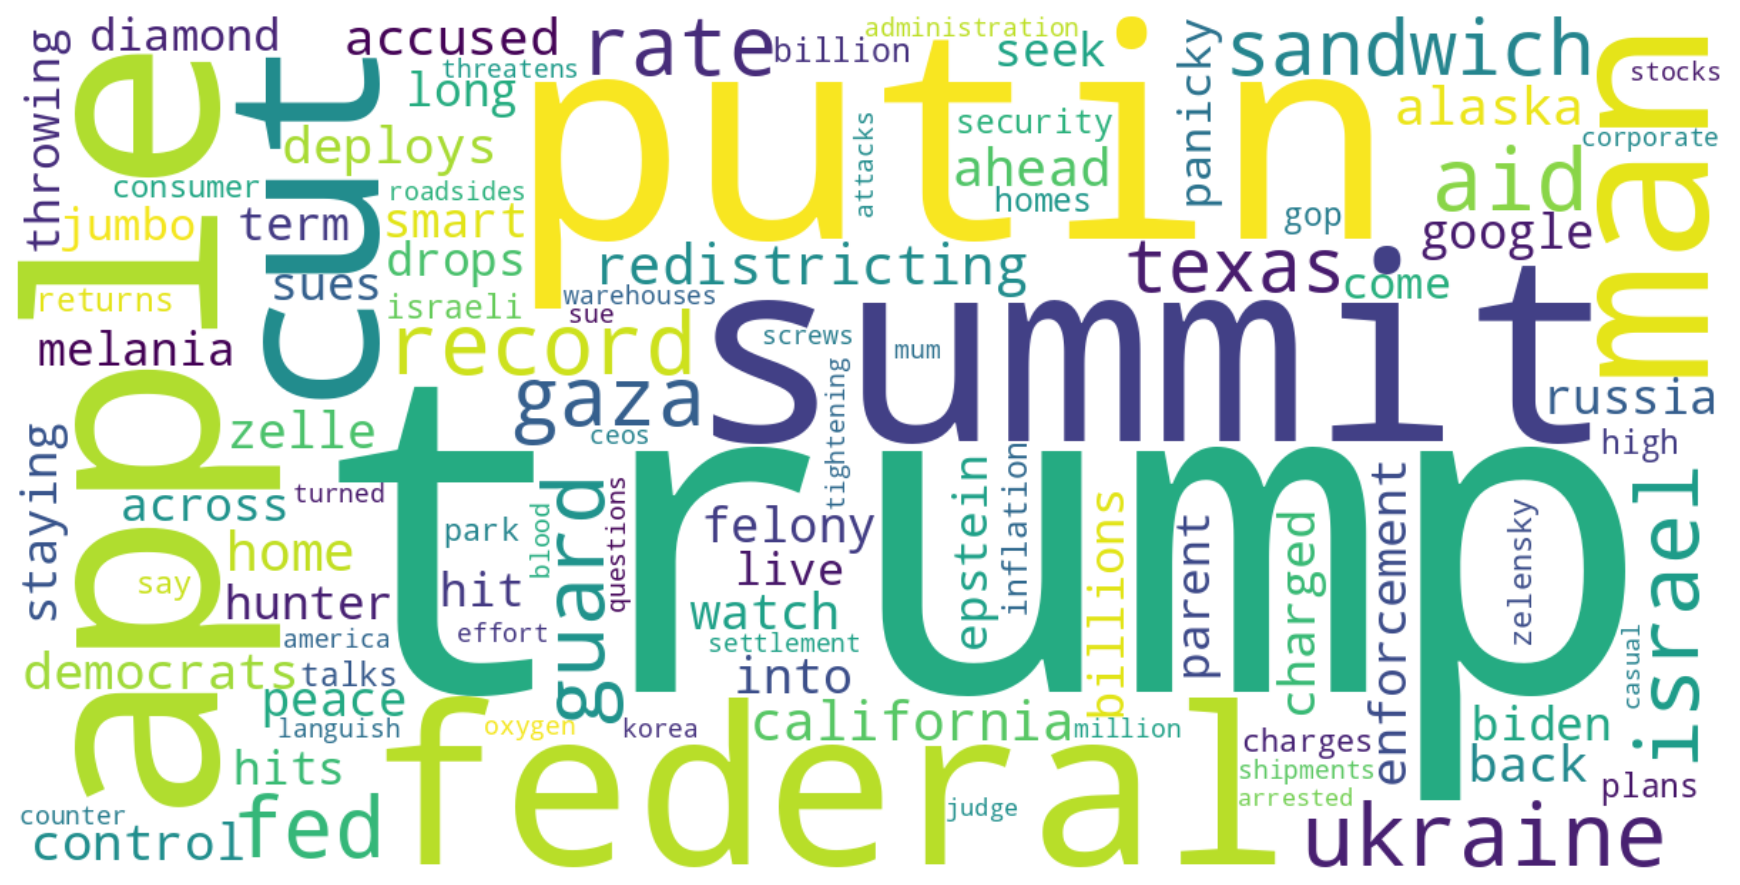 throwing
diamond
accused
rate
billion
administration
seek
panicky
sandwich
man
stocks
apple
cut
threatens
long
putin
alaska
corporate
deploys
attacks
security
ahead
aid
consumer
roadsides
homes
jumbo
term
smart
gop
google
redistricting
texas
come
drops
sues
returns
israeli
warehouses
sue
summit
melania
record
screws
mum
gaza
tightening
russia
zelle
ceos
high
staying
trump
across
turned
guard
questions
felony
epstein
inflation
billions
enforcement
israel
park
blood
home
live
parent
charged
zelensky
say
hunter
hit
watch
america
effort
settlement
casual
democrats
talks
into
peace
languish
oxygen
korea
california
million
biden
federal
charges
hits
back
shipments
plans
arrested
counter
judge
control
fed
ukraine